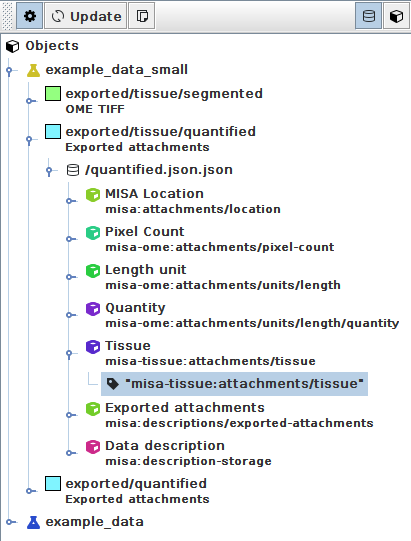 Update
Objects
example_data_small
exported/tissue/segmented
OME TIFF
exported/tissue/quantified
Exported attachments
/quantified.json.json
MISA Location
misa:attachments/location
Pixel Count
misa-ome:attachments/pixel-count
Length unit
misa-ome:attachments/units/length
Quantity
misa-ome:attachments/units/length/quantity
Tissue
misa-tissue:attachments/tissue
"misa-tissue:attachments/tissue"
Exported attachments
misa:descriptions/exported-attachments
Data description
misa:description-storage
exported/quantified
Exported attachments
example_data